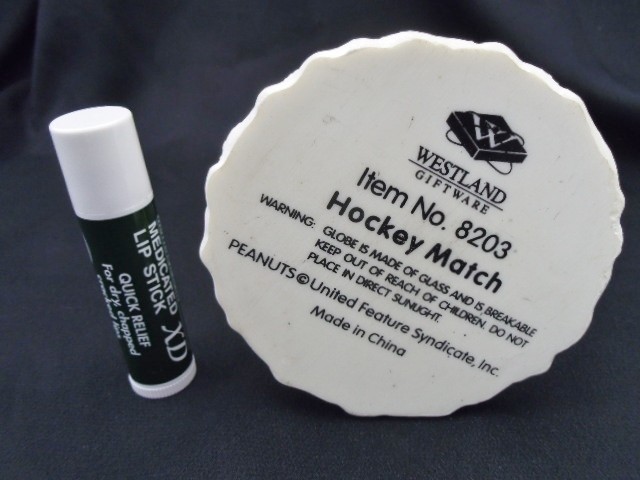 MEDICATED
LIP STICK
XD
QUICK RELIEF
For dry, chapped
W
WESTLAND
GIFTWARE
Item No. 8203
Hockey Match
WARNING: GLOBE IS MADE OF GLASS AND IS BREAKABLE
KEEP OUT OF REACH OF CHILDREN. DO NOT
PLACE IN DIRECT SUNLIGHT.
PEANUTS © United Feature Syndicate, Inc.
Made in China